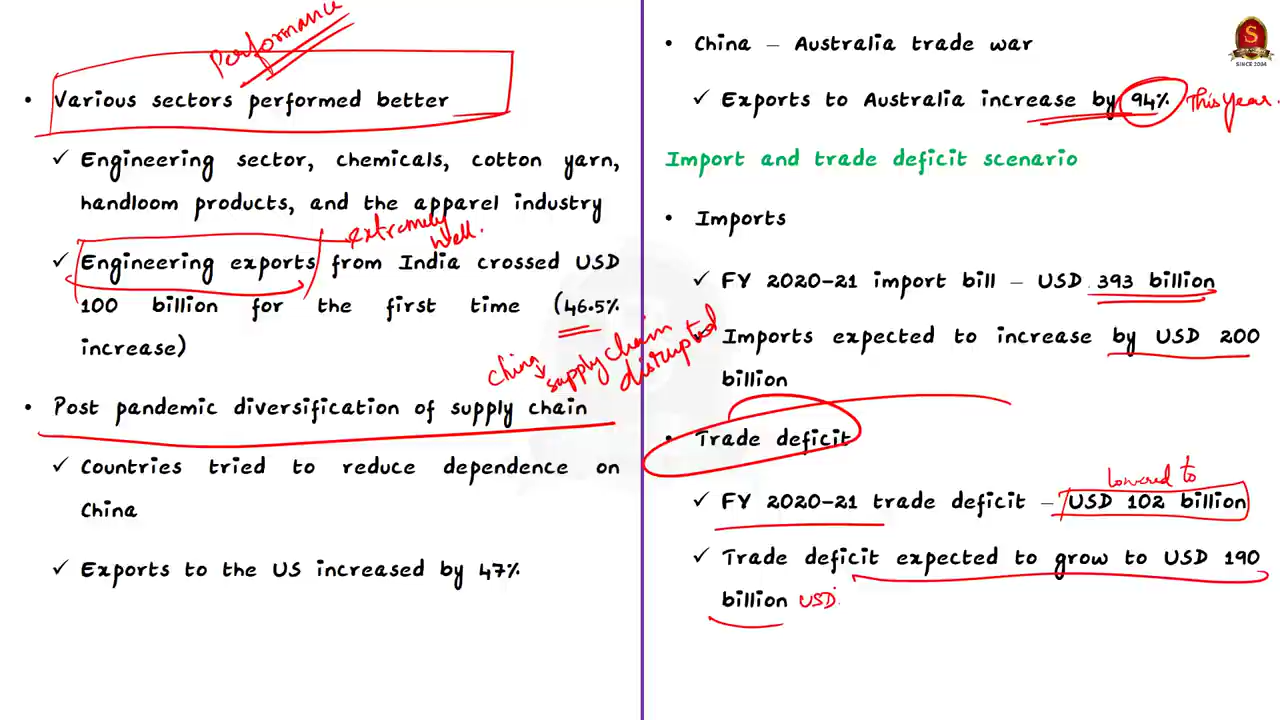 Performance
• Various sectors performed better
✓ Engineering sector, chemicals, cotton yarn,
handloom products, and the apparel industry
extremely
well.
✓ Engineering exports from India crossed USD
100 billion for the first time (46.5%
increase)
China → supply chain
disrupted
• Post pandemic diversification of supply chain
✓ Countries tried to reduce dependence on
China
✓ Exports to the US increased by 47%
• China – Australia trade war
✓ Exports to Australia increase by 94% This Year.
Import and trade deficit scenario
• Imports
✓ FY 2020-21 import bill – USD 393 billion
✓ Imports expected to increase by USD 200
billion
• Trade deficit
lowered to
✓ FY 2020-21 trade deficit – USD 102 billion
✓ Trade deficit expected to grow to USD 190
billion USD.
S
SINCE 2004